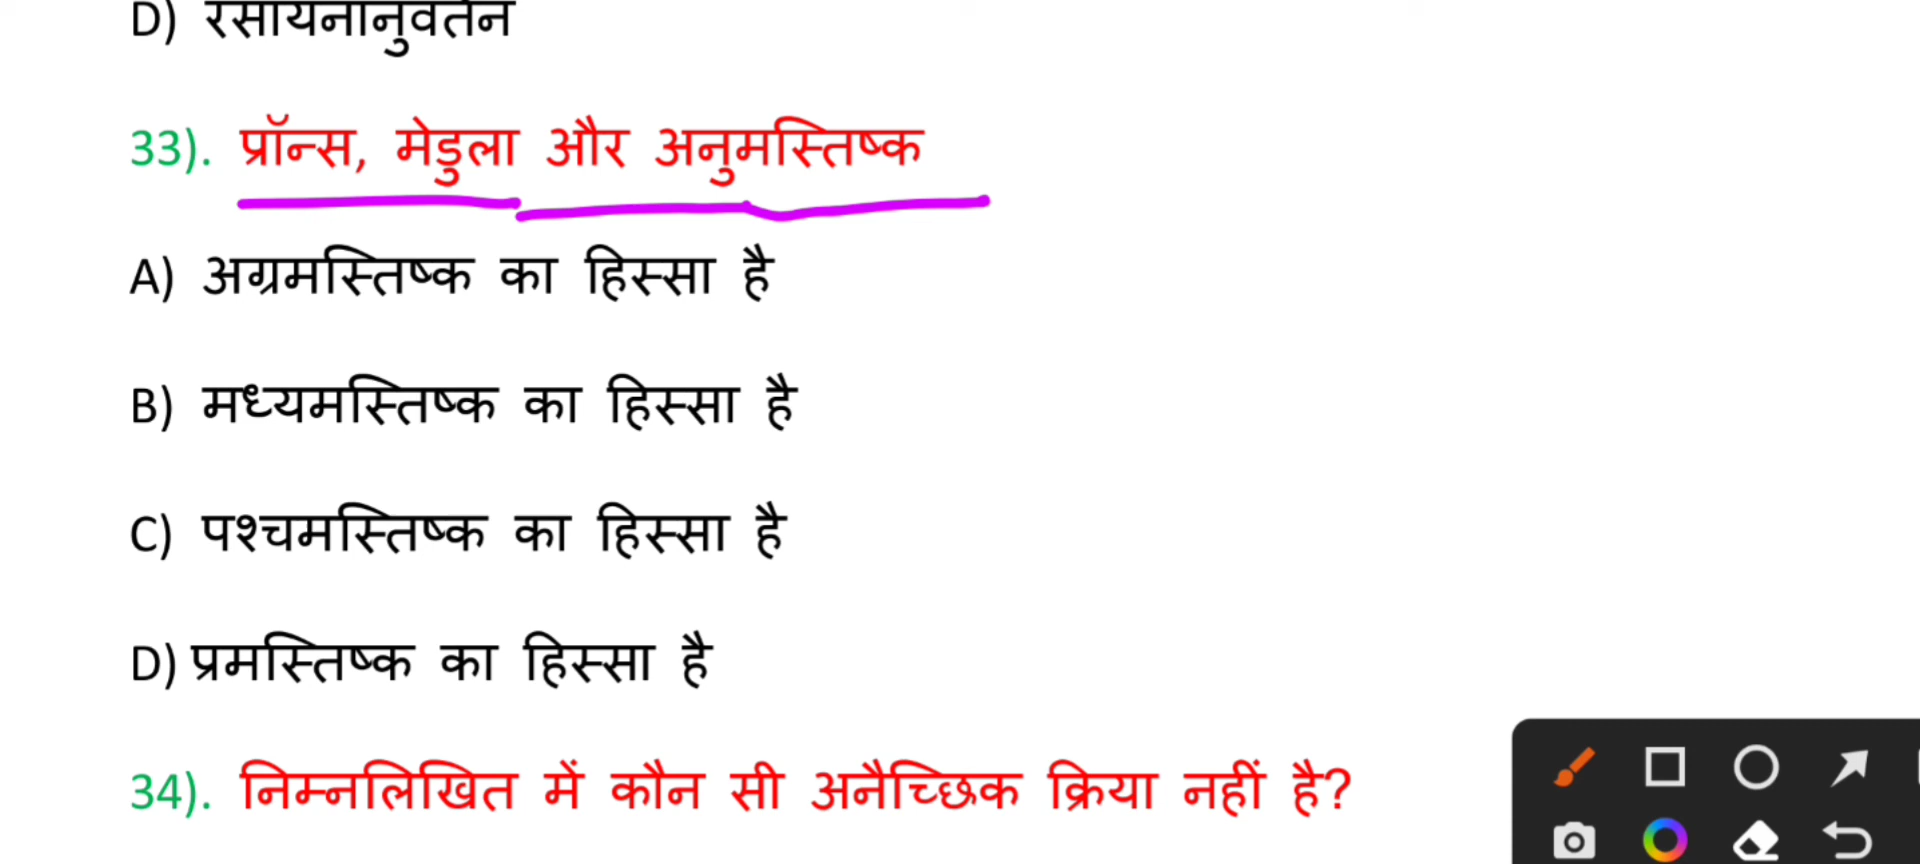 D) रसायनानुवर्तन
33). प्रॉन्स, मेडुला और अनुमस्तिष्क
A) अग्रमस्तिष्क का हिस्सा है
B) मध्यमस्तिष्क का हिस्सा है
C) पश्चमस्तिष्क का हिस्सा है
D) प्रमस्तिष्क का हिस्सा है
34). निम्नलिखित में कौन सी अनैच्छिक क्रिया नहीं है?